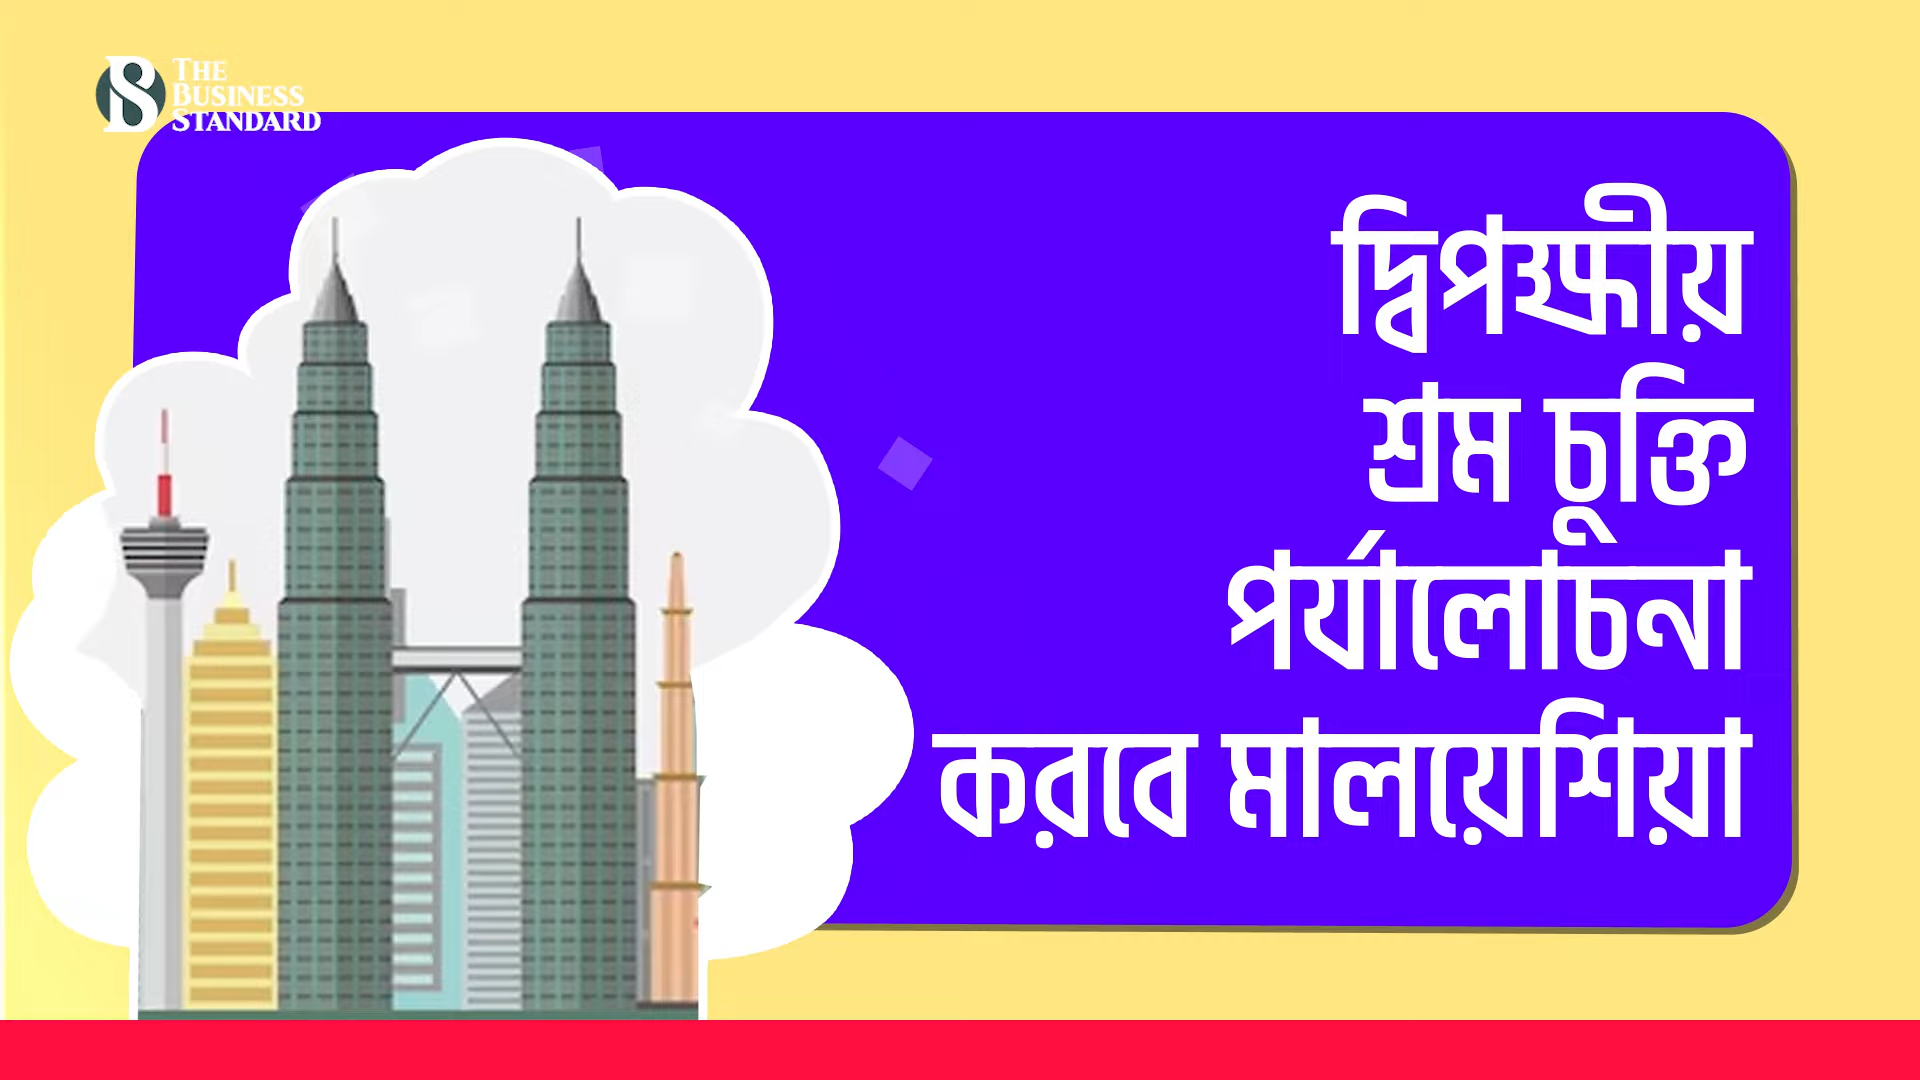 THE
BUSINESS
STANDARD
দ্বিপক্ষীয়
শ্রম চুক্তি
পর্যালোচনা
করবে মালয়েশিয়া